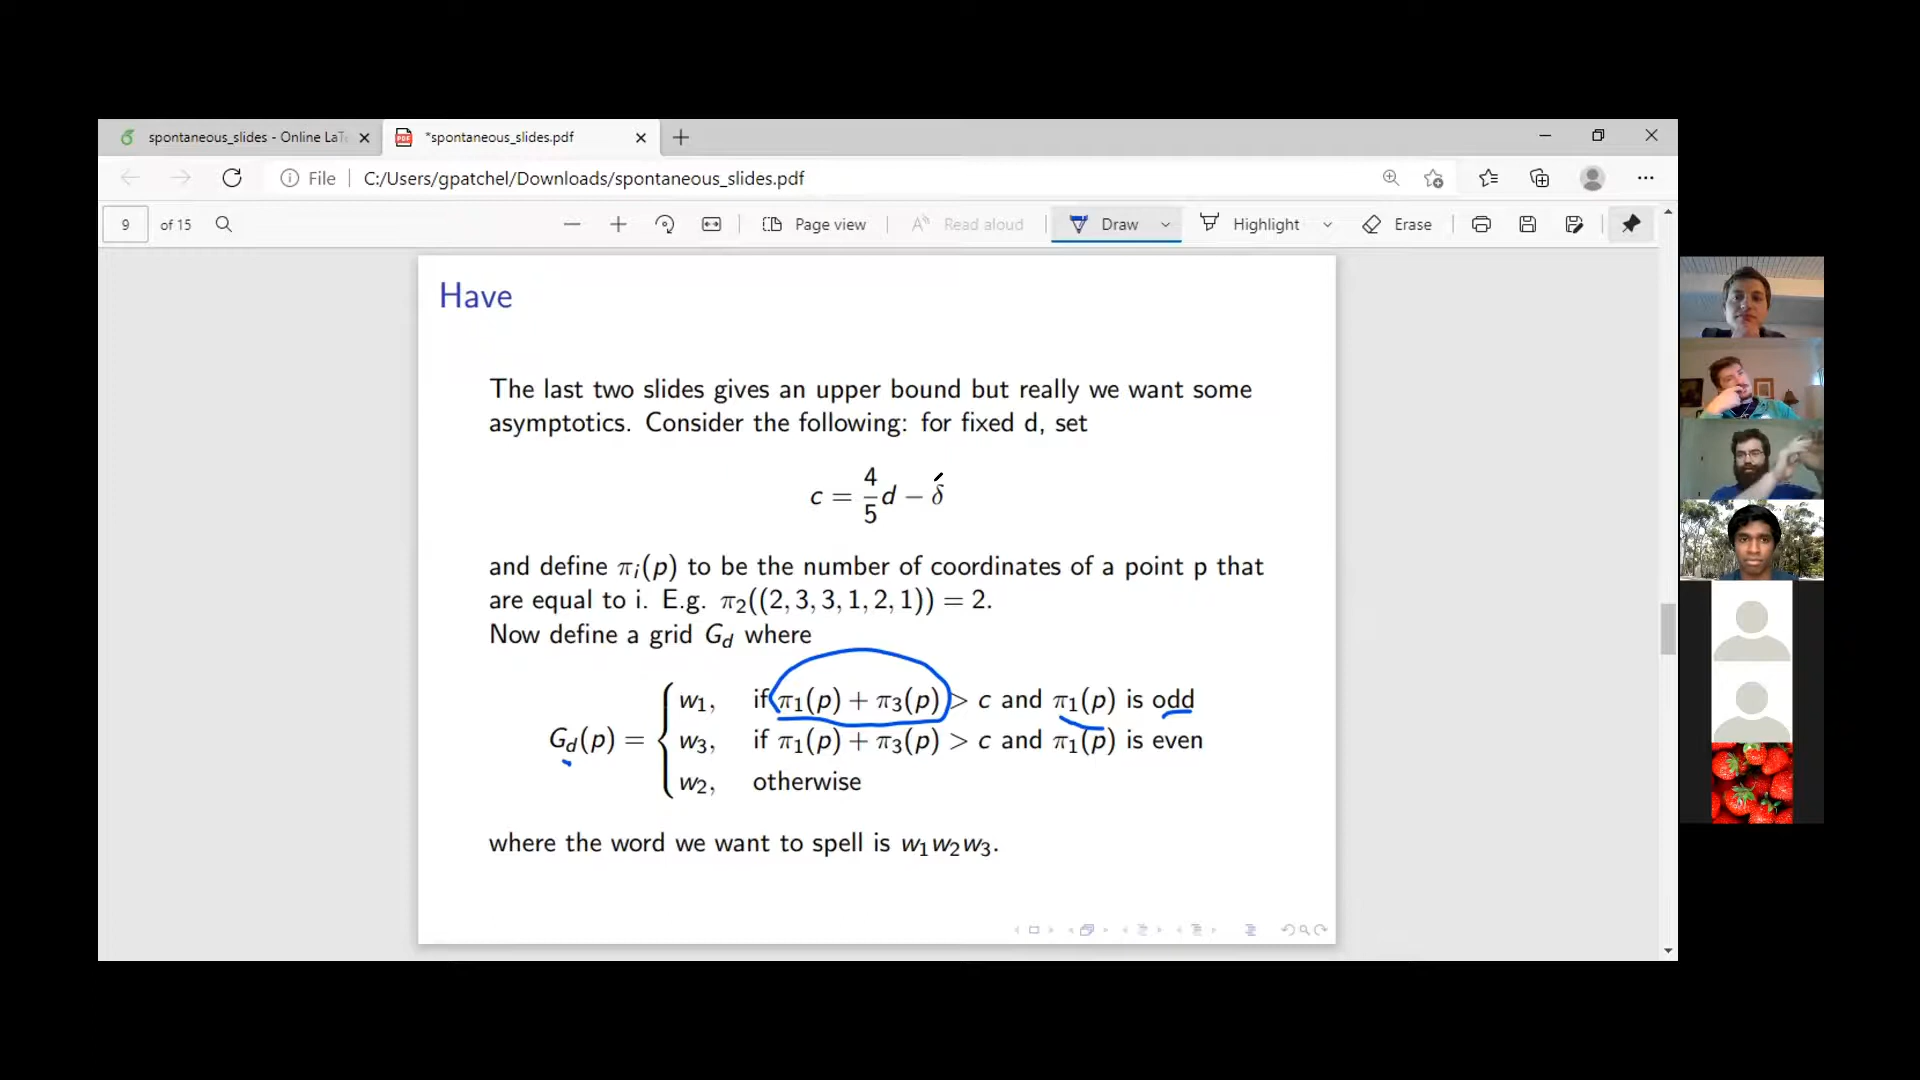 spontaneous_slides - Online LaTe
*spontaneous_slides.pdf
File
C:/Users/gpatchel/Downloads/spontaneous_slides.pdf
9 of 15
Page view
Read aloud
Draw
Highlight
Erase
Have
The last two slides gives an upper bound but really we want some
asymptotics. Consider the following: for fixed d, set
c = 4/5 d − δ
and define π_i(p) to be the number of coordinates of a point p that
are equal to i. E.g. π₂((2, 3, 3, 1, 2, 1)) = 2.
Now define a grid G_d where
w₁, if π₁(p) + π₃(p) > c and π₁(p) is odd
G_d(p) = { w₃, if π₁(p) + π₃(p) > c and π₁(p) is even
w₂, otherwise
where the word we want to spell is w₁w₂w₃.